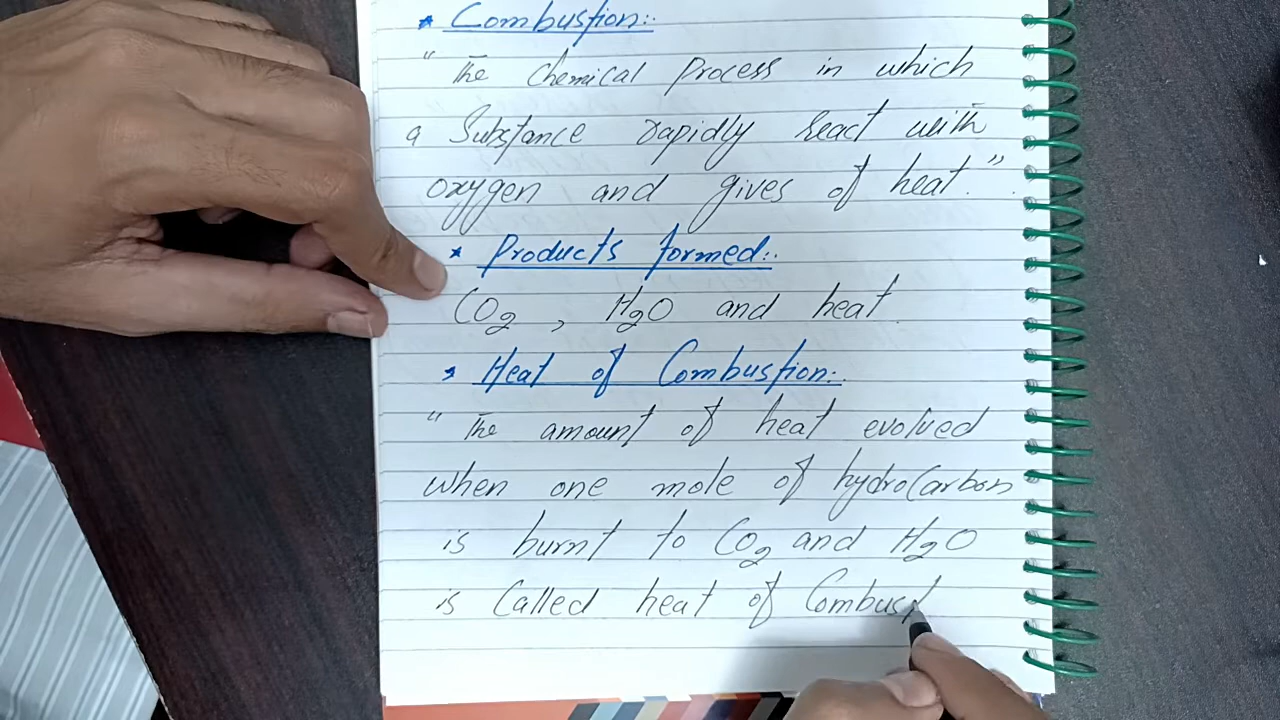 * Combustion:.
" The Chemical Process in which
a Substance rapidly React with
oxygen and gives of heat."
* Products formed:.
CO2 , H2O and heat.
* Heat of Combustion:.
" The amount of heat evolved
when one mole of hydrocarbon
is burnt to CO2 and H2O
is Called heat of Combust